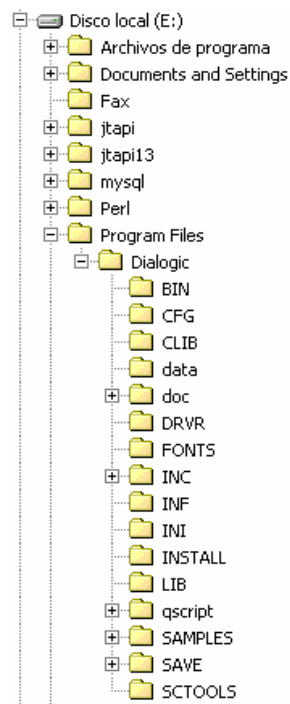 Disco local (E:)
Archivos de programa
Documents and Settings
Fax
jtapi
jtapi13
mysql
Perl
Program Files
Dialogic
BIN
CFG
CLIB
data
doc
DRVR
FONTS
INC
INF
INI
INSTALL
LIB
qscript
SAMPLES
SAVE
SCTOOLS